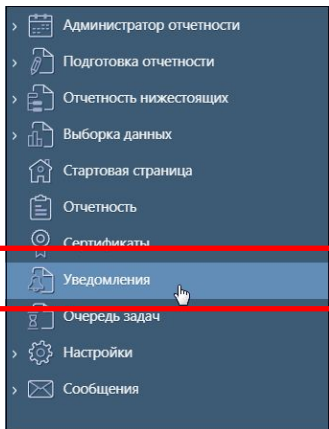 Администратор отчетности
Подготовка отчетности
Отчетность нижестоящих
Выборка данных
Стартовая страница
Отчетность
Сертификаты
Уведомления
Очередь задач
Настройки
Сообщения